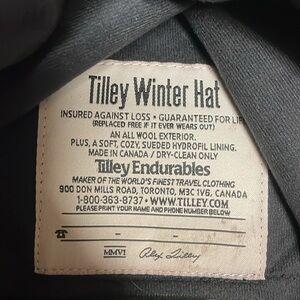 Tilley Winter Hat
INSURED AGAINST LOSS • GUARANTEED FOR LIF
(REPLACED FREE IF IT EVER WEARS OUT)
AN ALL WOOL EXTERIOR.
PLUS, A SOFT, COZY, SUEDED HYDROFIL LINING.
MADE IN CANADA / DRY-CLEAN ONLY
Tilley Endurables
MAKER OF THE WORLD'S FINEST TRAVEL CLOTHING
900 DON MILLS ROAD, TORONTO, M3C 1V6, CANADA
1-800-363-8737 • WWW.TILLEY.COM
PLEASE PRINT YOUR NAME AND PHONE NUMBER BELOW
☎ - - -
MMVI Alex Tilley